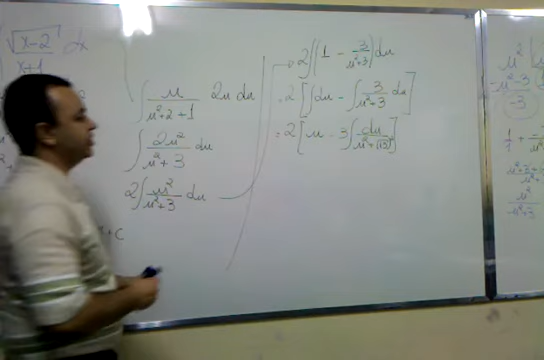 √x-2 dx
x+1
∫ u/(u²+2+1) 2u du
∫ 2u²/(u²+3) du
2∫ u²/(u²+3) du
+C
2∫(1 - 3/(u²+3)) du
= 2[∫du - ∫ 3/(u²+3) du]
= 2[u - 3∫ du/(u²+(√3)²)]
u²
-u²-3
-3